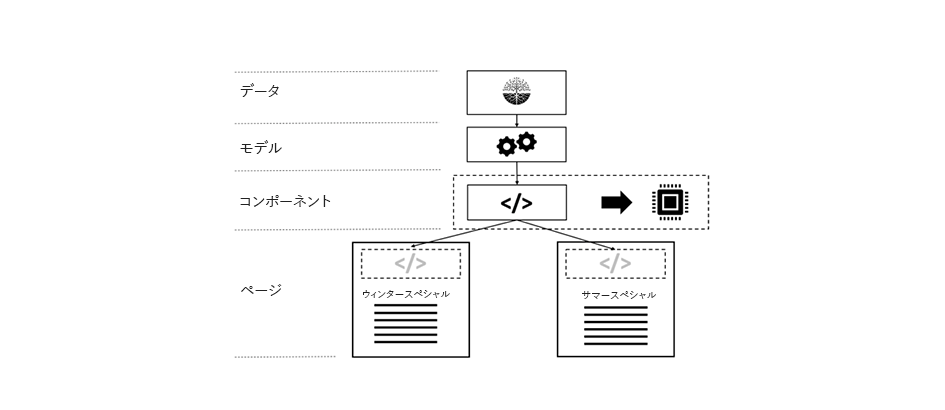 データ
モデル
コンポーネント
</>
</>
</>
ページ
ウィンタースペシャル
サマースペシャル